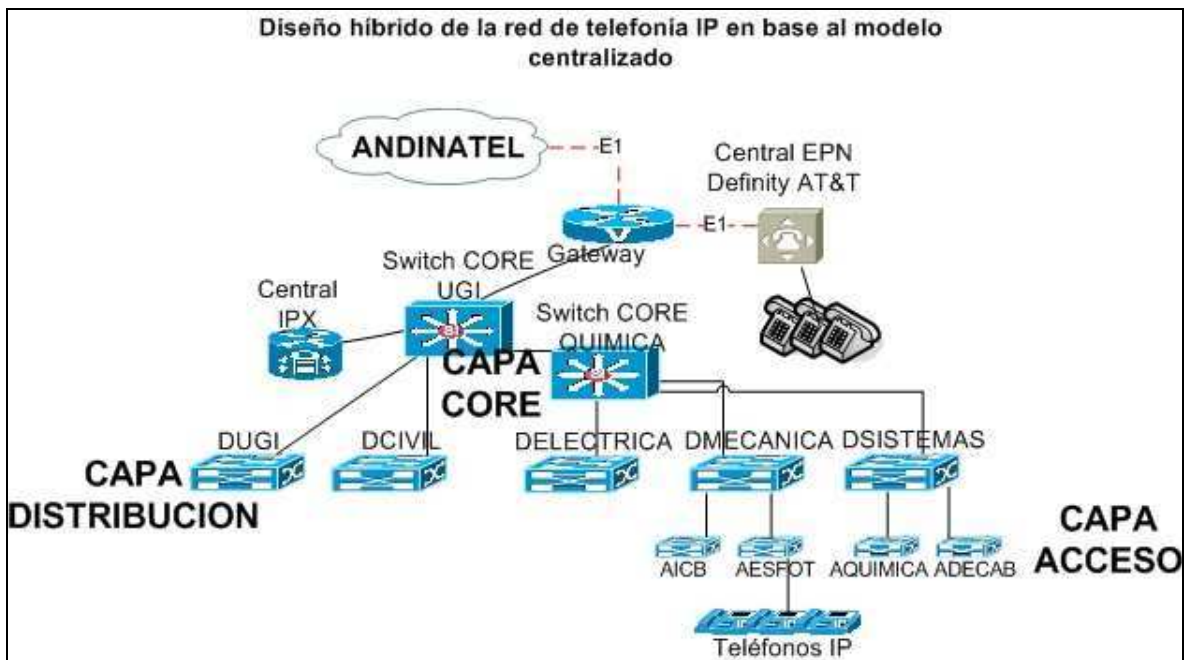 Diseño híbrido de la red de telefonía IP en base al modelo
centralizado
ANDINATEL
E1
Central EPN
Definity AT&T
E1
Gateway
Switch CORE
UGI
Central
IPX
Switch CORE
QUIMICA
CAPA
CORE
DUGI
DCIVIL
DELECTRICA
DMECANICA
DSISTEMAS
CAPA
DISTRIBUCION
CAPA
ACCESO
AICB
AESFOT
AQUIMICA
ADECAB
Teléfonos IP